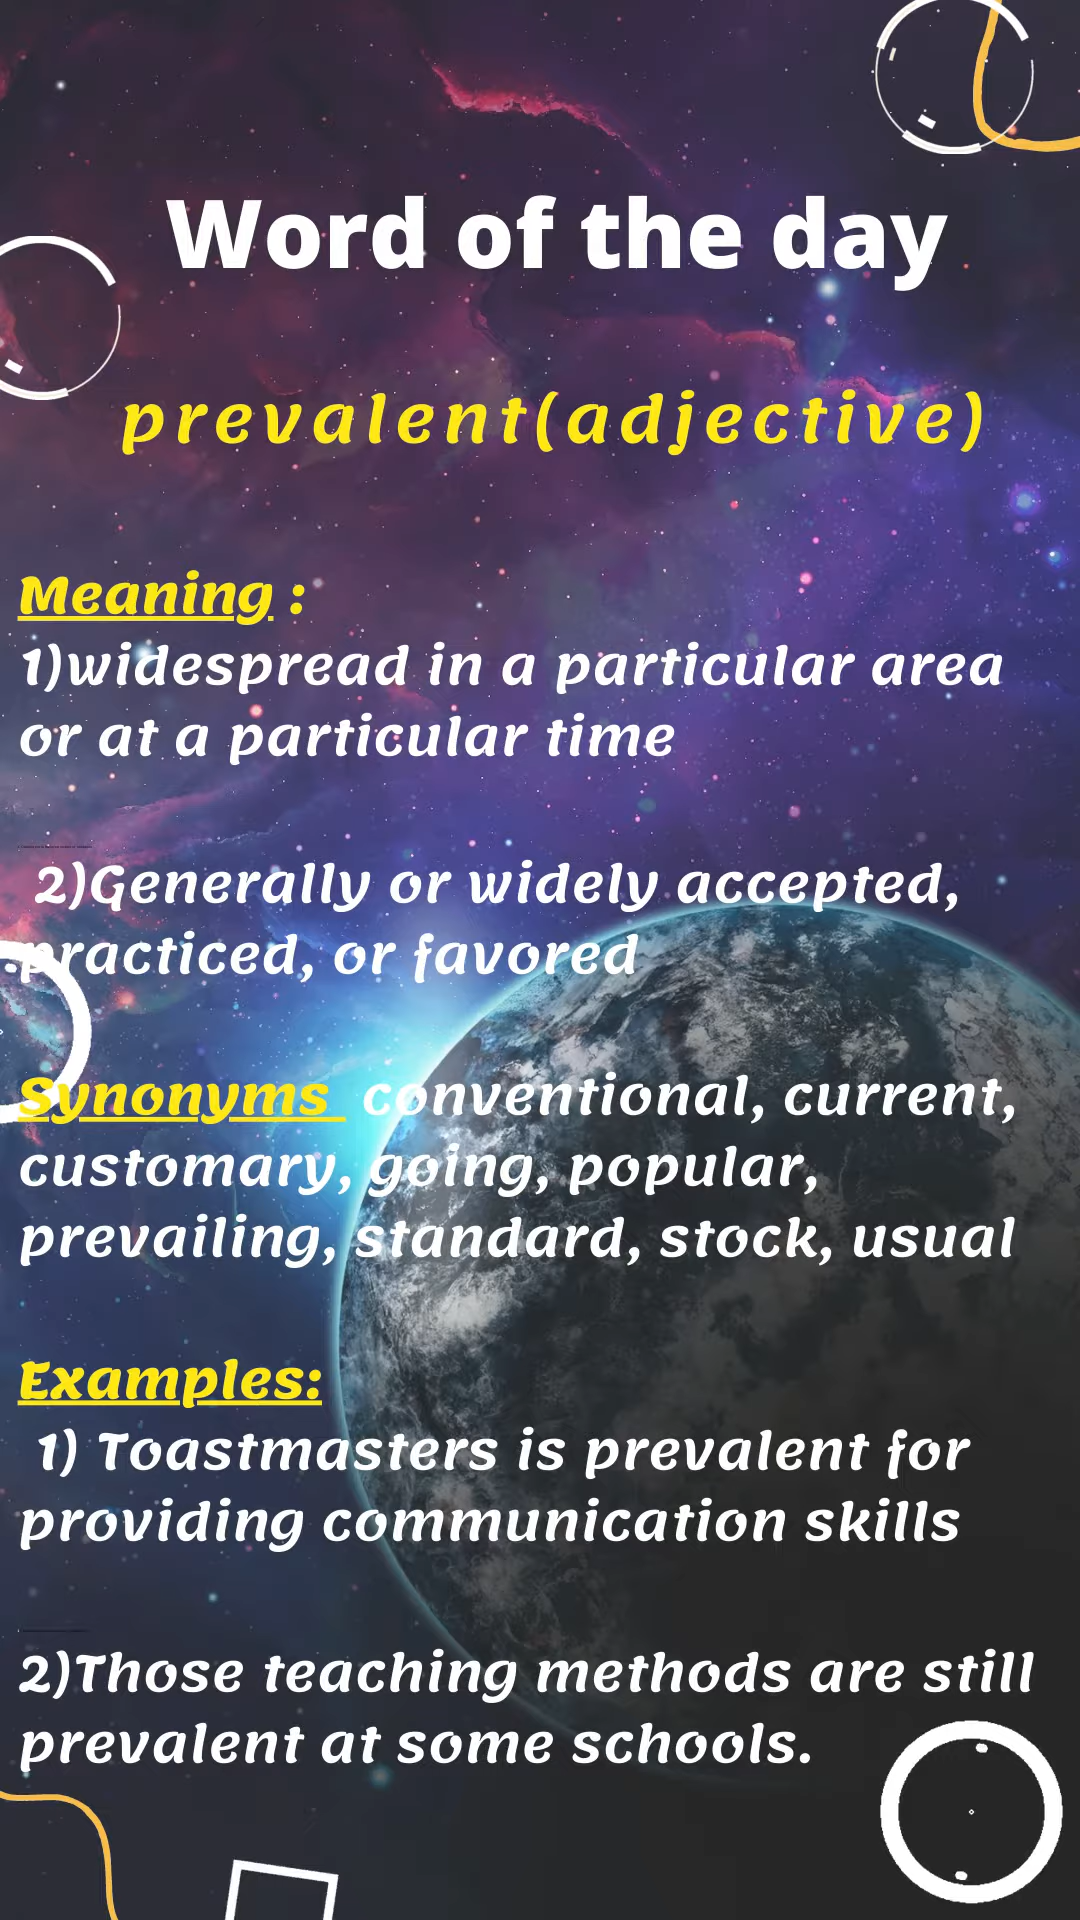 Word of the day
prevalent(adjective)
Meaning :
1)widespread in a particular area
or at a particular time
2)Generally or widely accepted,
practiced, or favored
Synonyms  conventional, current,
customary, going, popular,
prevailing, standard, stock, usual
Examples:
1) Toastmasters is prevalent for
providing communication skills
2)Those teaching methods are still
prevalent at some schools.